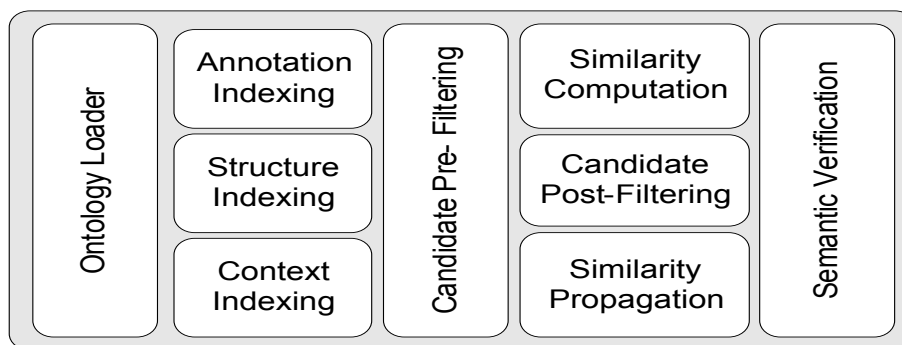 Ontology Loader
Annotation
Indexing
Structure
Indexing
Context
Indexing
Candidate Pre- Filtering
Similarity
Computation
Candidate
Post-Filtering
Similarity
Propagation
Semantic Verification